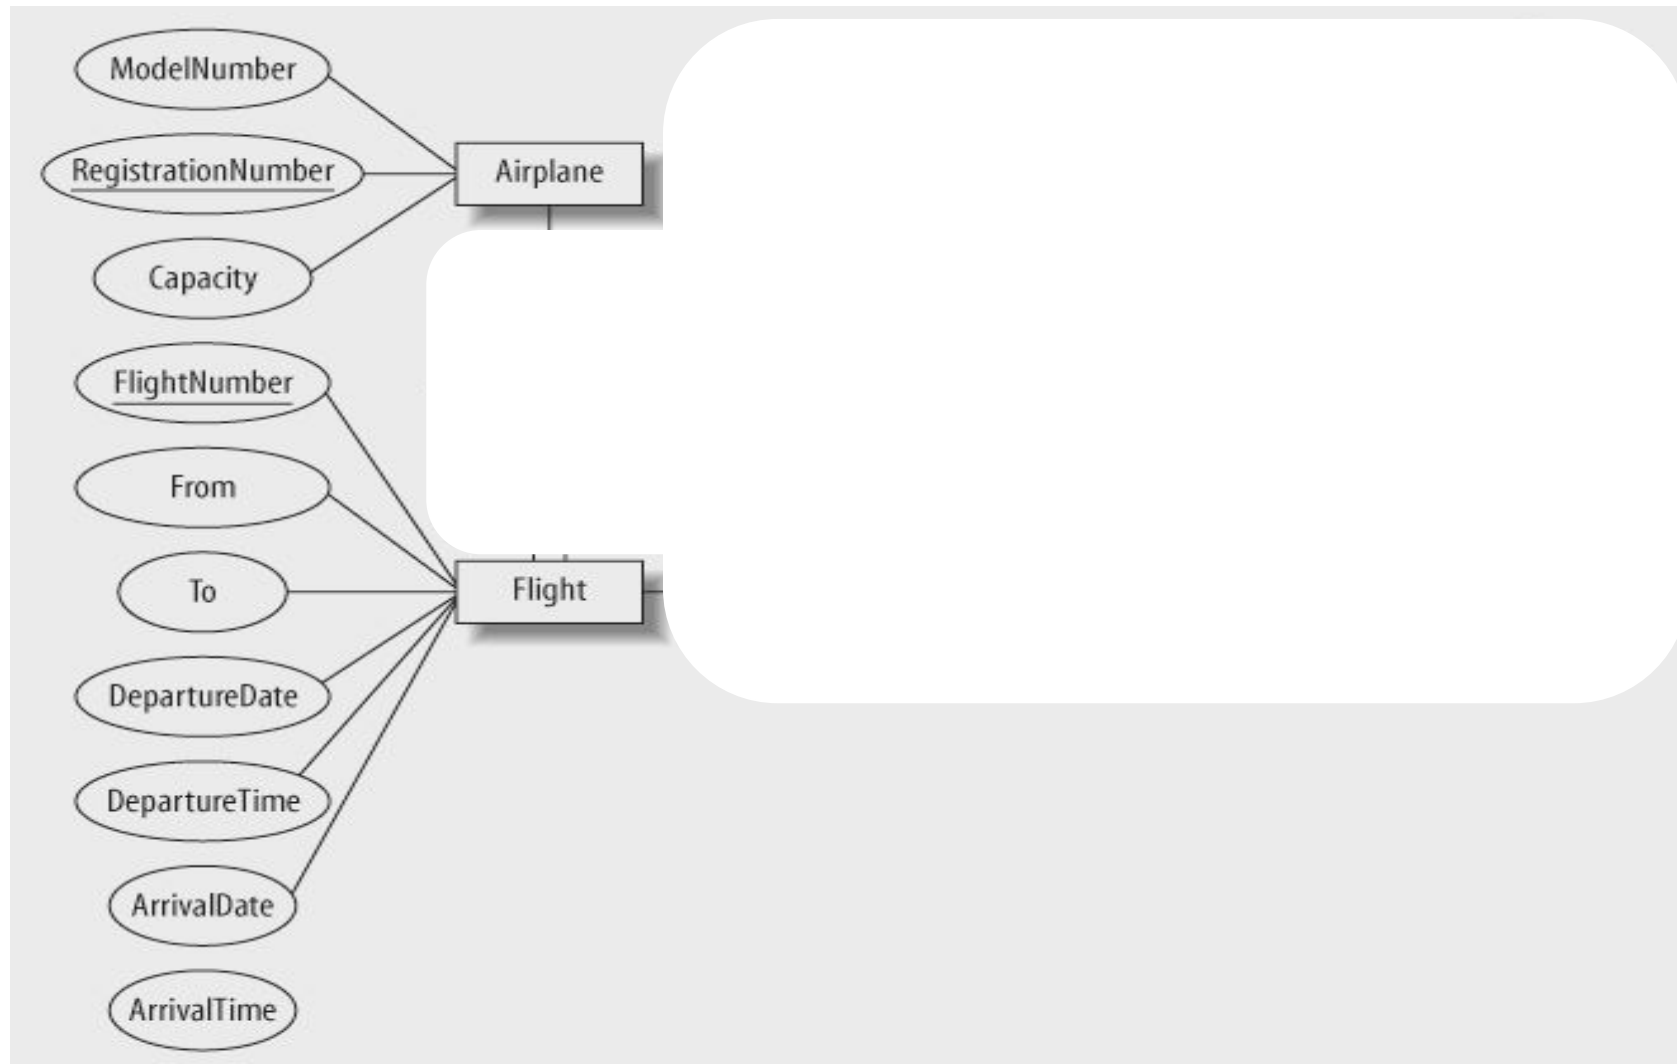 ModelNumber
RegistrationNumber
Airplane
Capacity
FlightNumber
From
To
Flight
DepartureDate
DepartureTime
ArrivalDate
ArrivalTime